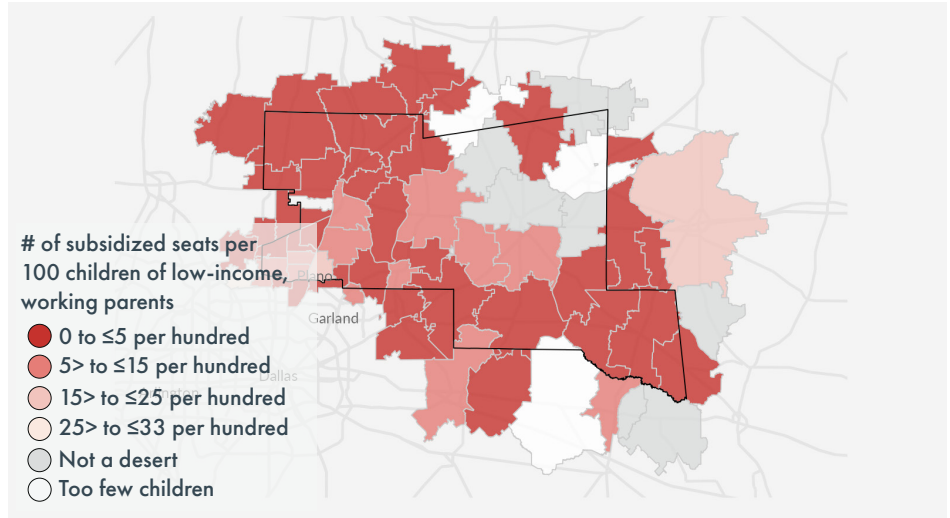 # of subsidized seats per
100 children of low-income,
working parents
Plano
Garland
0 to ≤5 per hundred
5> to ≤15 per hundred
Dallas
15> to ≤25 per hundred
25> to ≤33 per hundred
Not a desert
Too few children